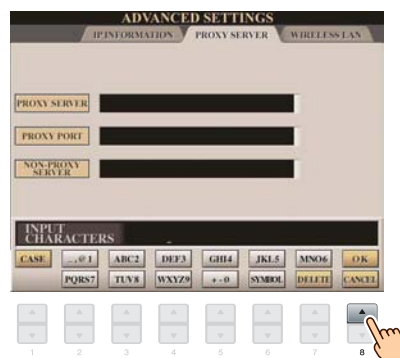 ADVANCED SETTINGS
IP INFORMATION PROXY SERVER WIRELESS LAN
PROXY SERVER
PROXY PORT
NON-PROXY
SERVER
INPUT
CHARACTERS _
CASE _.,@1 ABC2 DEF3 GHI4 JKL5 MNO6 OK
PQRS7 TUV8 WXYZ9 +-0 SYMBOL DELETE CANCEL
1 2 3 4 5 6 7 8